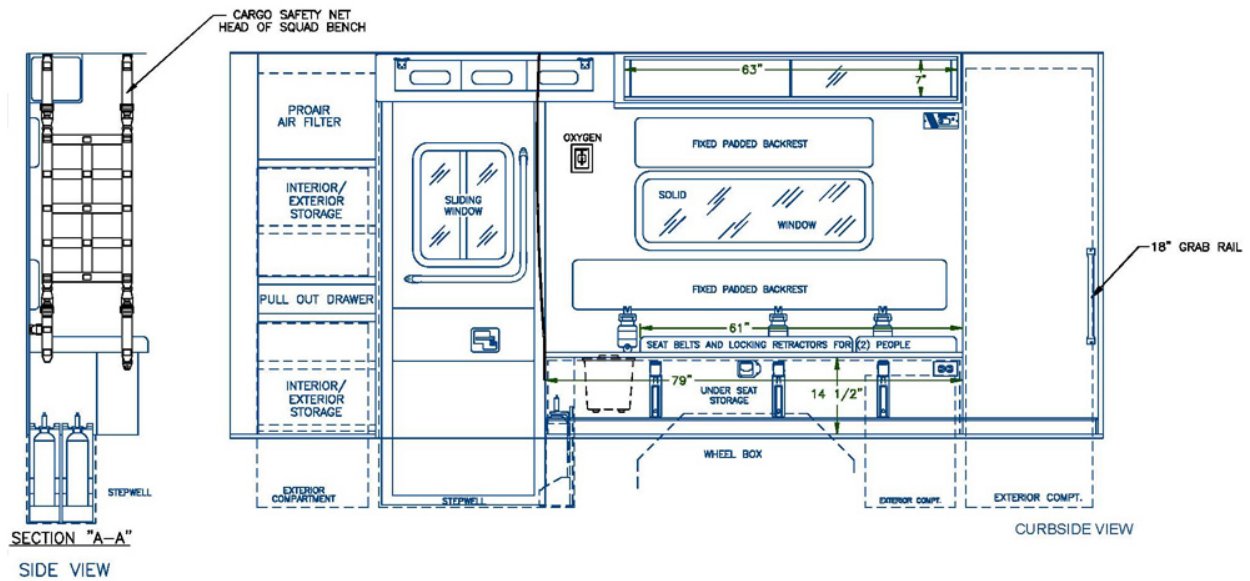 CARGO SAFETY NET
HEAD OF SQUAD BENCH
SECTION "A-A"
SIDE VIEW
STEPWELL
PROAIR
AIR FILTER
INTERIOR/
EXTERIOR
STORAGE
PULL OUT DRAWER
INTERIOR/
EXTERIOR
STORAGE
EXTERIOR
COMPARTMENT
SLIDING
WINDOW
STEPWELL
OXYGEN
63"
7"
FIXED PADDED BACKREST
SOLID
WINDOW
FIXED PADDED BACKREST
61"
SEAT BELTS AND LOCKING RETRACTORS FOR (2) PEOPLE
79"
UNDER SEAT
STORAGE
14 1/2"
WHEEL BOX
EXTERIOR COMPT.
EXTERIOR COMPT.
18" GRAB RAIL
CURBSIDE VIEW